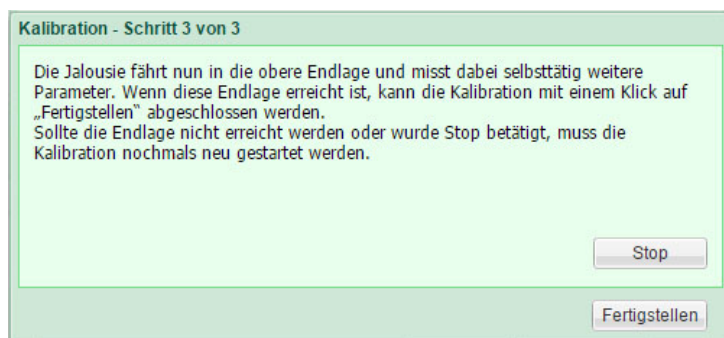 Kalibration - Schritt 3 von 3
Die Jalousie fährt nun in die obere Endlage und misst dabei selbsttätig weitere
Parameter. Wenn diese Endlage erreicht ist, kann die Kalibration mit einem Klick auf
„Fertigstellen“ abgeschlossen werden.
Sollte die Endlage nicht erreicht werden oder wurde Stop betätigt, muss die
Kalibration nochmals neu gestartet werden.
Stop
Fertigstellen